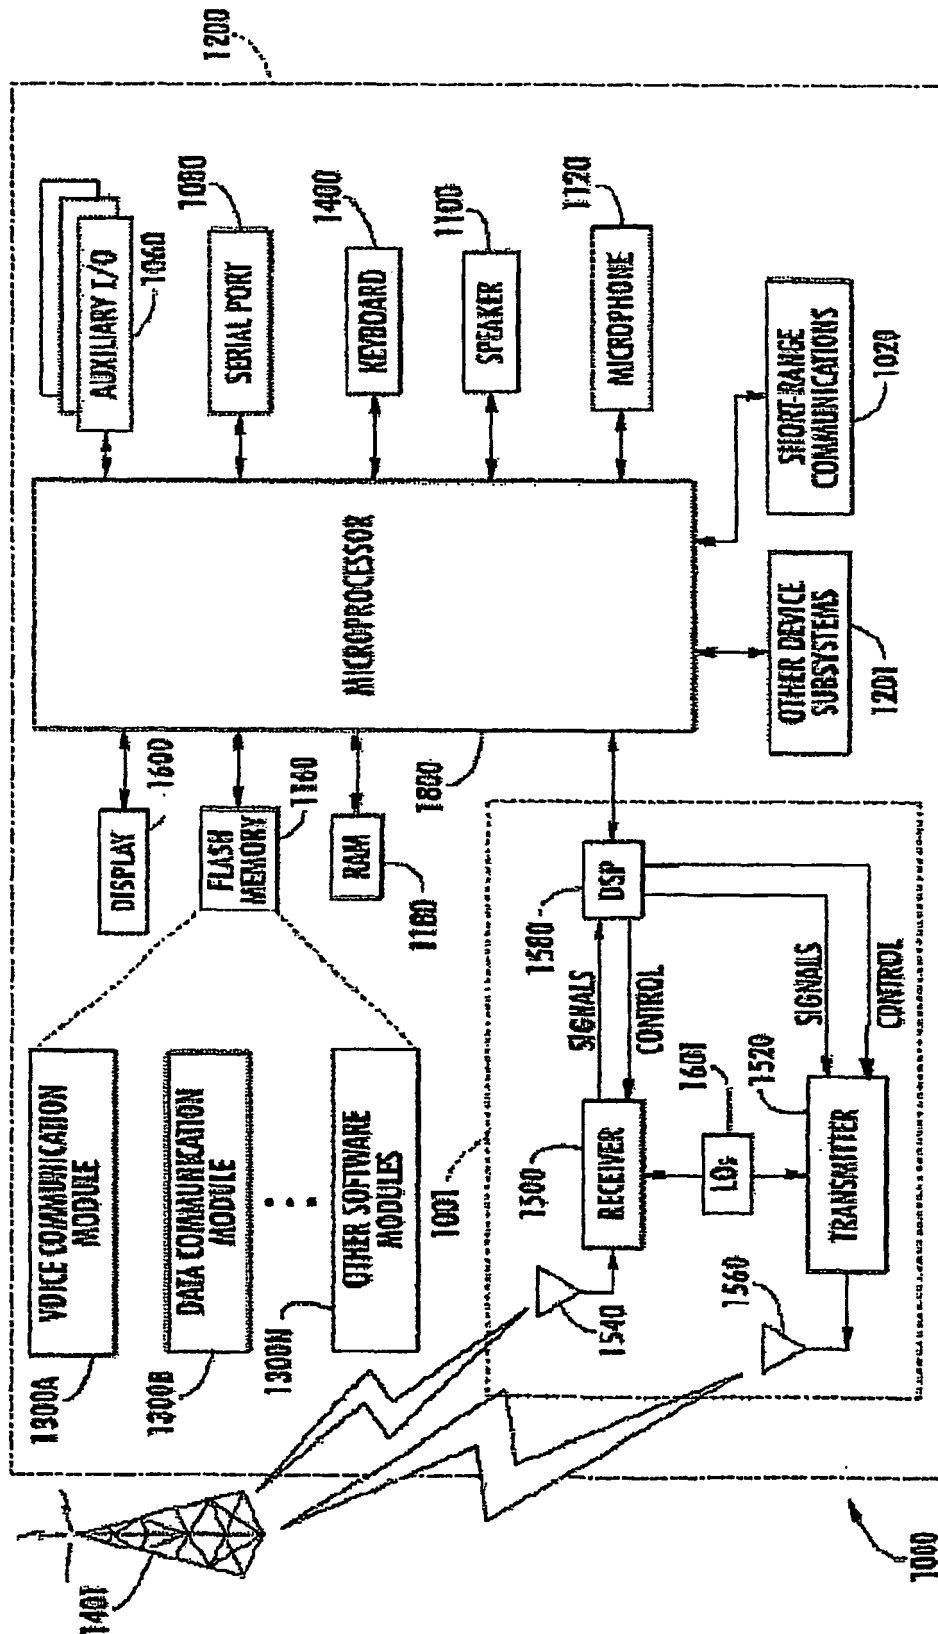 1200
1401
1000
VOICE COMMUNICATION
MODULE
1300A
DATA COMMUNICATION
MODULE
1300B
OTHER SOFTWARE
MODULES
1300N
DISPLAY
1600
FLASH
MEMORY
1160
RAM
1180
MICROPROCESSOR
1800
AUXILIARY I/O
1060
SERIAL PORT
1080
KEYBOARD
1400
SPEAKER
1100
MICROPHONE
1120
SHORT-RANGE
COMMUNICATIONS
1020
OTHER DEVICE
SUBSYSTEMS
1201
1001
1540
RECEIVER
1500
SIGNALS
CONTROL
DSP
1580
LOs
1601
1560
TRANSMITTER
1520
SIGNALS
CONTROL